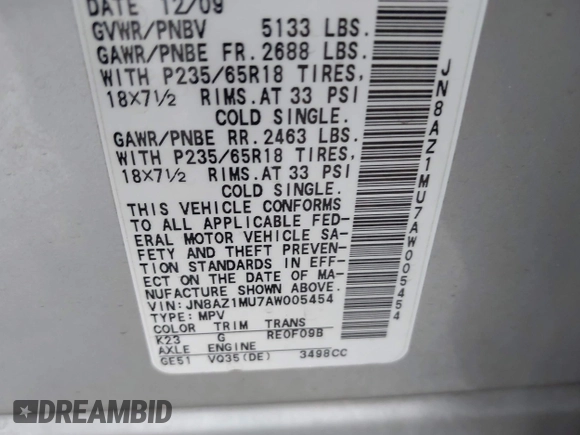 DATE 12/09
GVWR/PNBV 5133 LBS.
GAWR/PNBE FR. 2688 LBS.
WITH P235/65R18 TIRES,
18X7½ RIMS. AT 33 PSI
COLD SINGLE.
GAWR/PNBE RR. 2463 LBS.
WITH P235/65R18 TIRES,
18X7½ RIMS. AT 33 PSI
COLD SINGLE.
THIS VEHICLE CONFORMS
TO ALL APPLICABLE FED-
ERAL MOTOR VEHICLE SA-
FETY AND THEFT PREVEN-
TION STANDARDS IN EFF-
ECT ON THE DATE OF MA-
NUFACTURE SHOWN ABOVE.
VIN: JN8AZ1MU7AW005454
TYPE: MPV
COLOR TRIM TRANS
K23 G RE0F09B
AXLE ENGINE
GE51 VQ35(DE) 3498CC
JN8AZ1MU7AW005454
DREAMBID